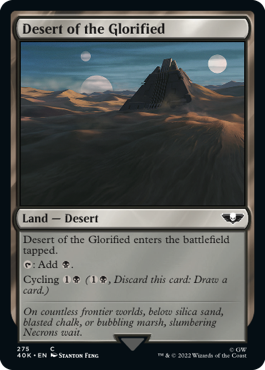 Desert of the Glorified
Land — Desert
Desert of the Glorified enters the battlefield
tapped.
: Add .
Cycling 1 (1, Discard this card: Draw a
card.)
On countless frontier worlds, below silica sand,
blasted chalk, or bubbling marsh, slumbering
Necrons wait.
275 C
40K • EN Stanton Feng
© GW
™ & © 2022 Wizards of the Coast